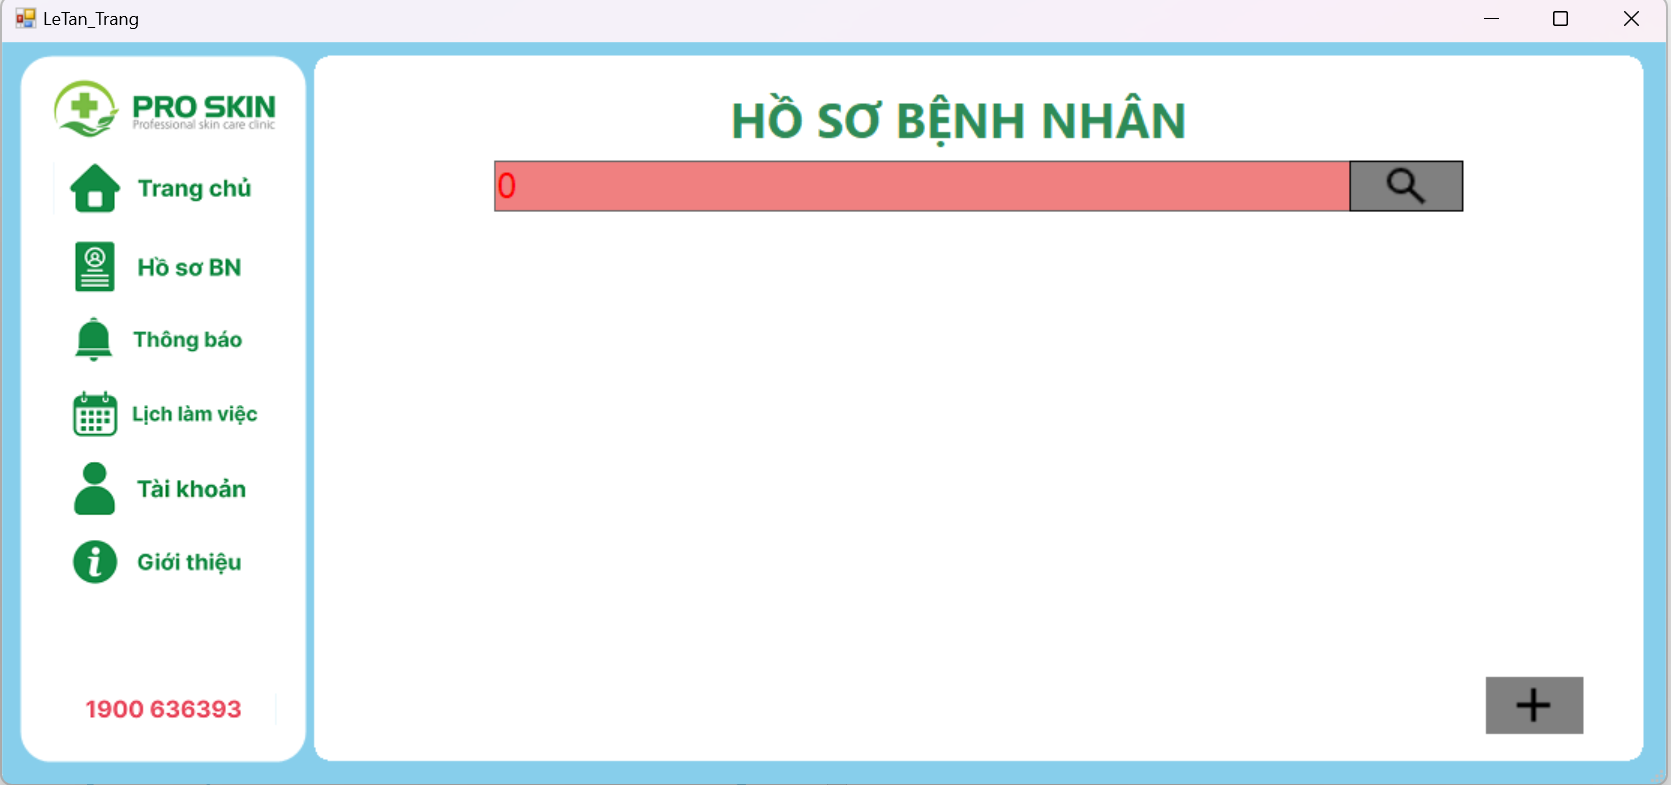 LeTan_Trang
PRO SKIN
Professional skin care clinic
Trang chủ
Hồ sơ BN
Thông báo
Lịch làm việc
Tài khoản
Giới thiệu
1900 636393
HỒ SƠ BỆNH NHÂN
0